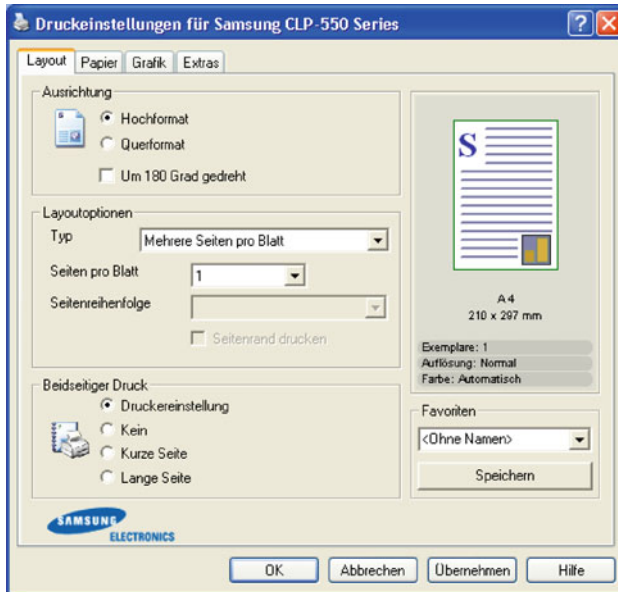 Druckeinstellungen für Samsung CLP-550 Series
Layout Papier Grafik Extras
Ausrichtung
Hochformat
Querformat
Um 180 Grad gedreht
Layoutoptionen
Typ Mehrere Seiten pro Blatt
Seiten pro Blatt 1
Seitenreihenfolge
Seitenrand drucken
Beidseitiger Druck
Druckereinstellung
Kein
Kurze Seite
Lange Seite
SAMSUNG
ELECTRONICS
S
A4
210 x 297 mm
Exemplare: 1
Auflösung: Normal
Farbe: Automatisch
Favoriten
<Ohne Namen>
Speichern
OK Abbrechen Übernehmen Hilfe